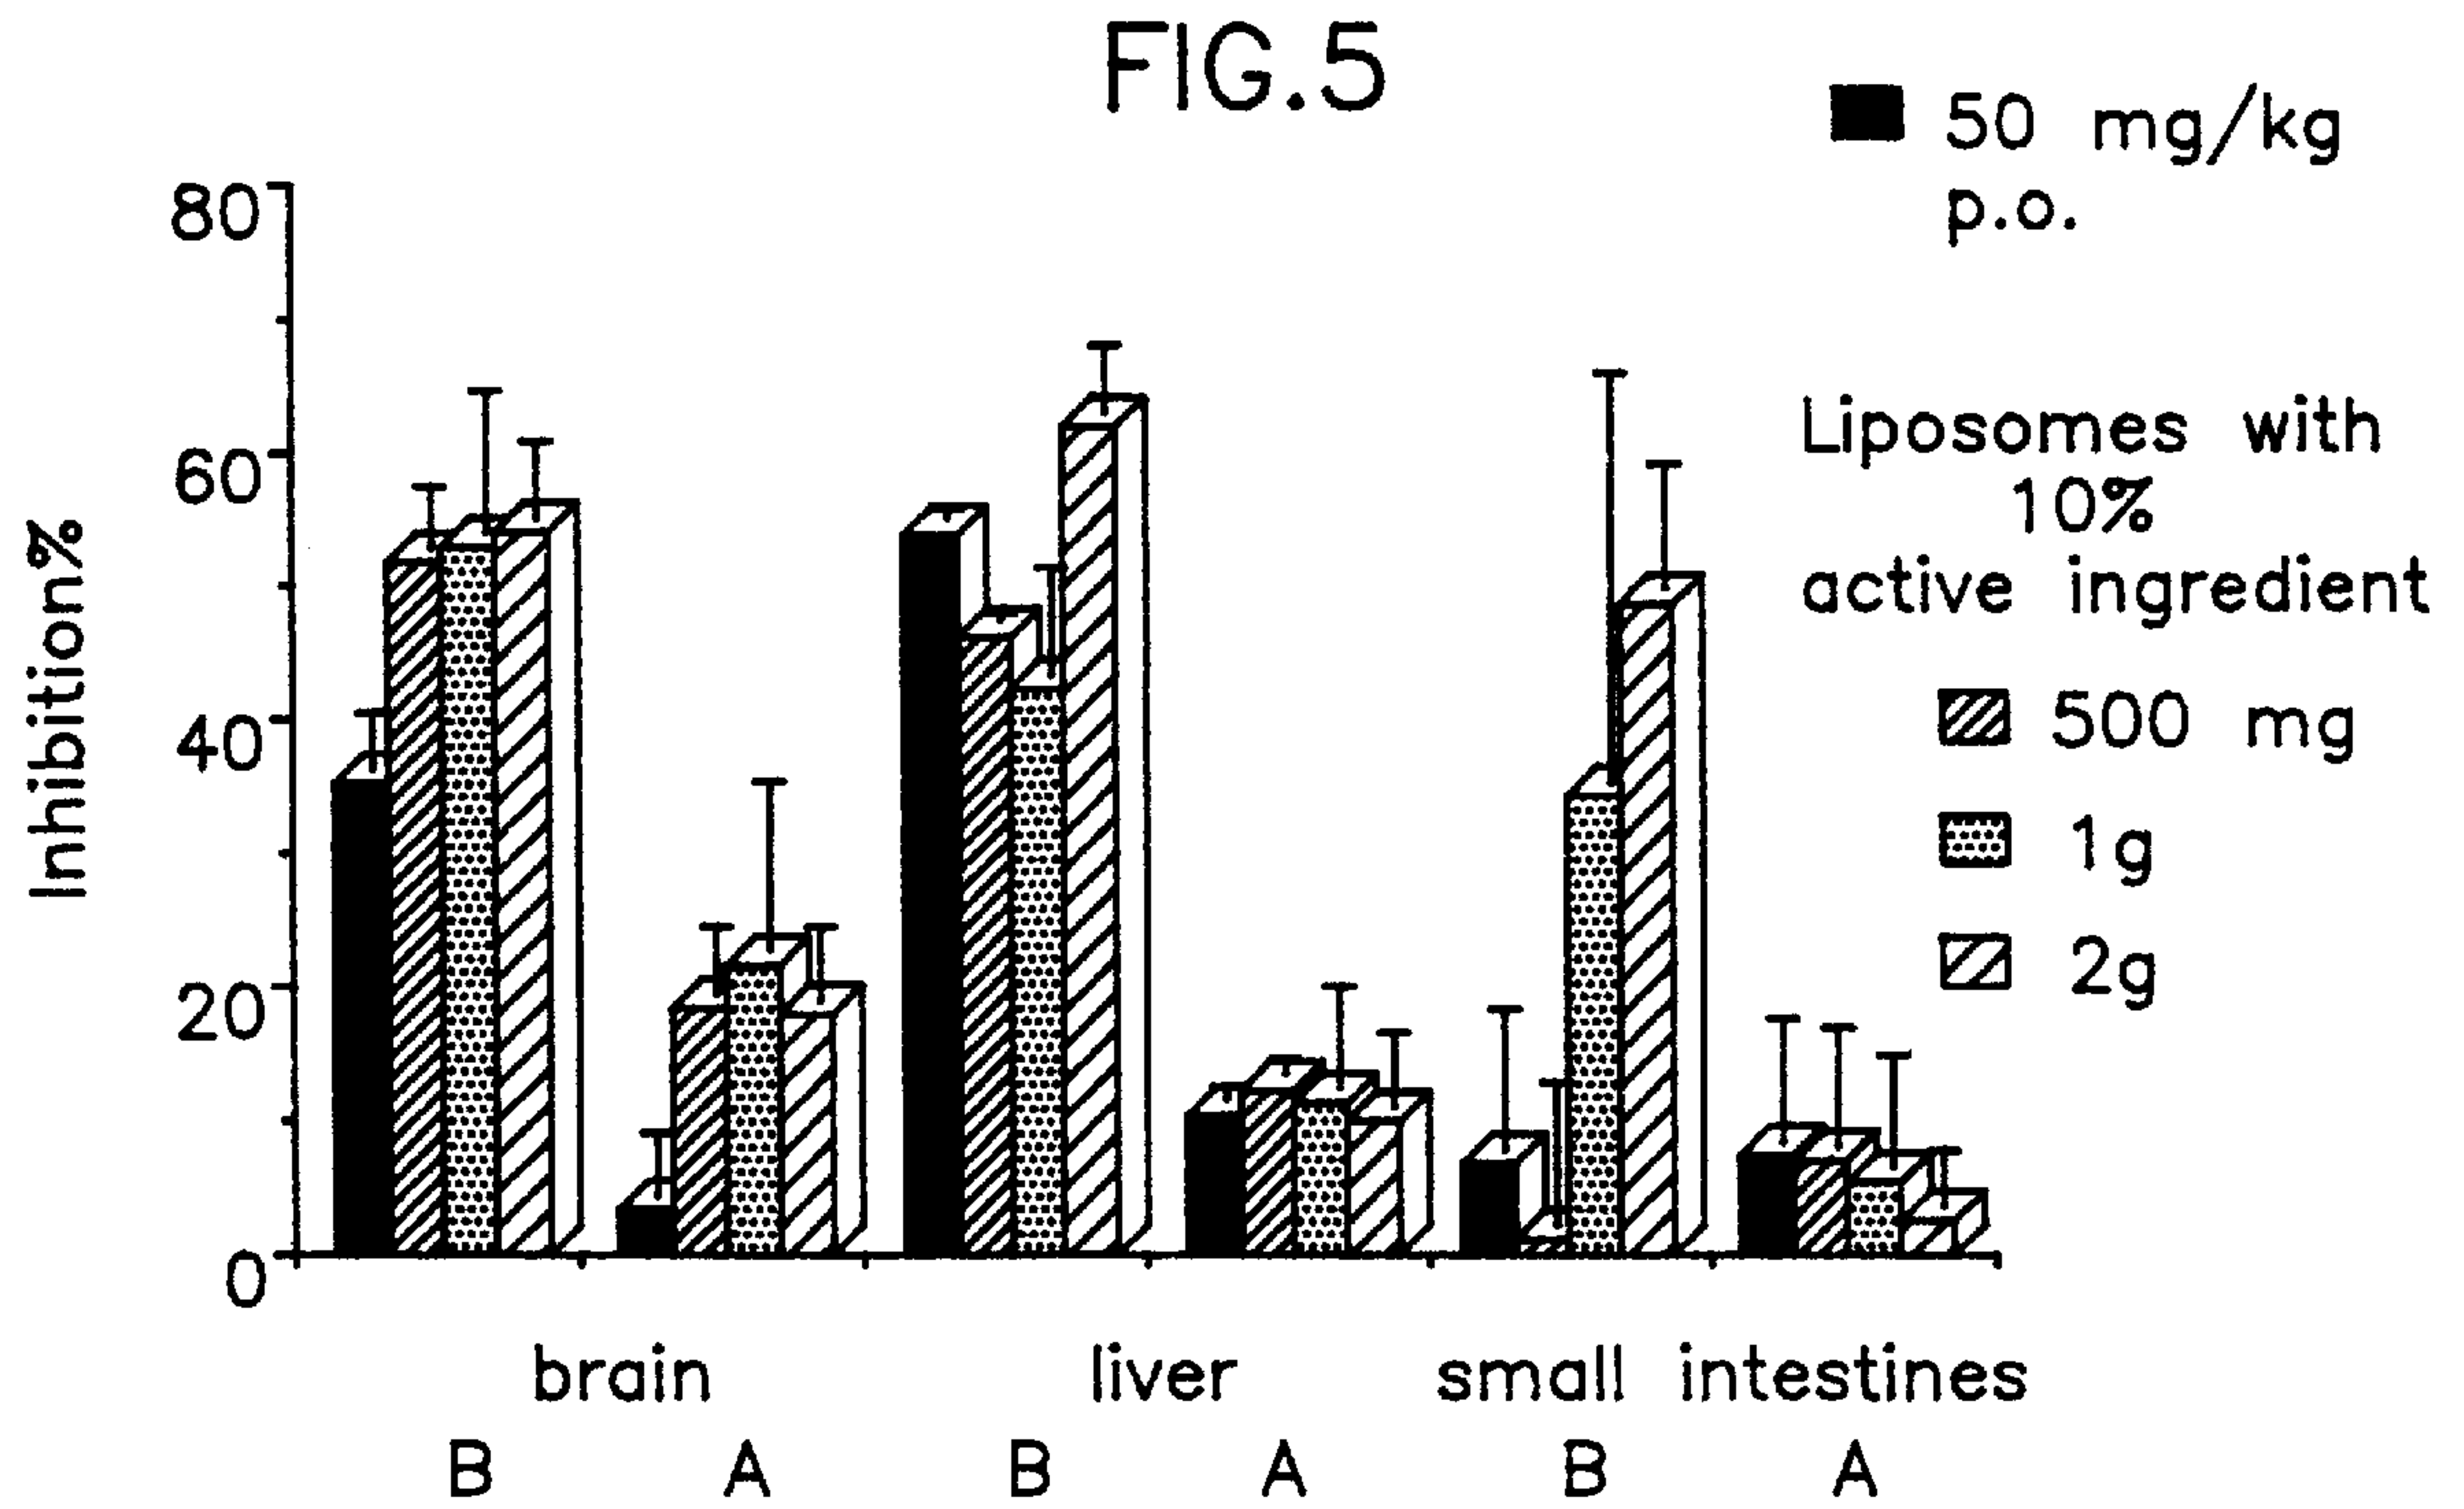 FIG.5
50 mg/kg
p.o.
Liposomes with
10%
active ingredient
500 mg
1g
2g
Inhibition%
80
60
40
20
0
brain liver small intestines
B A B A B A